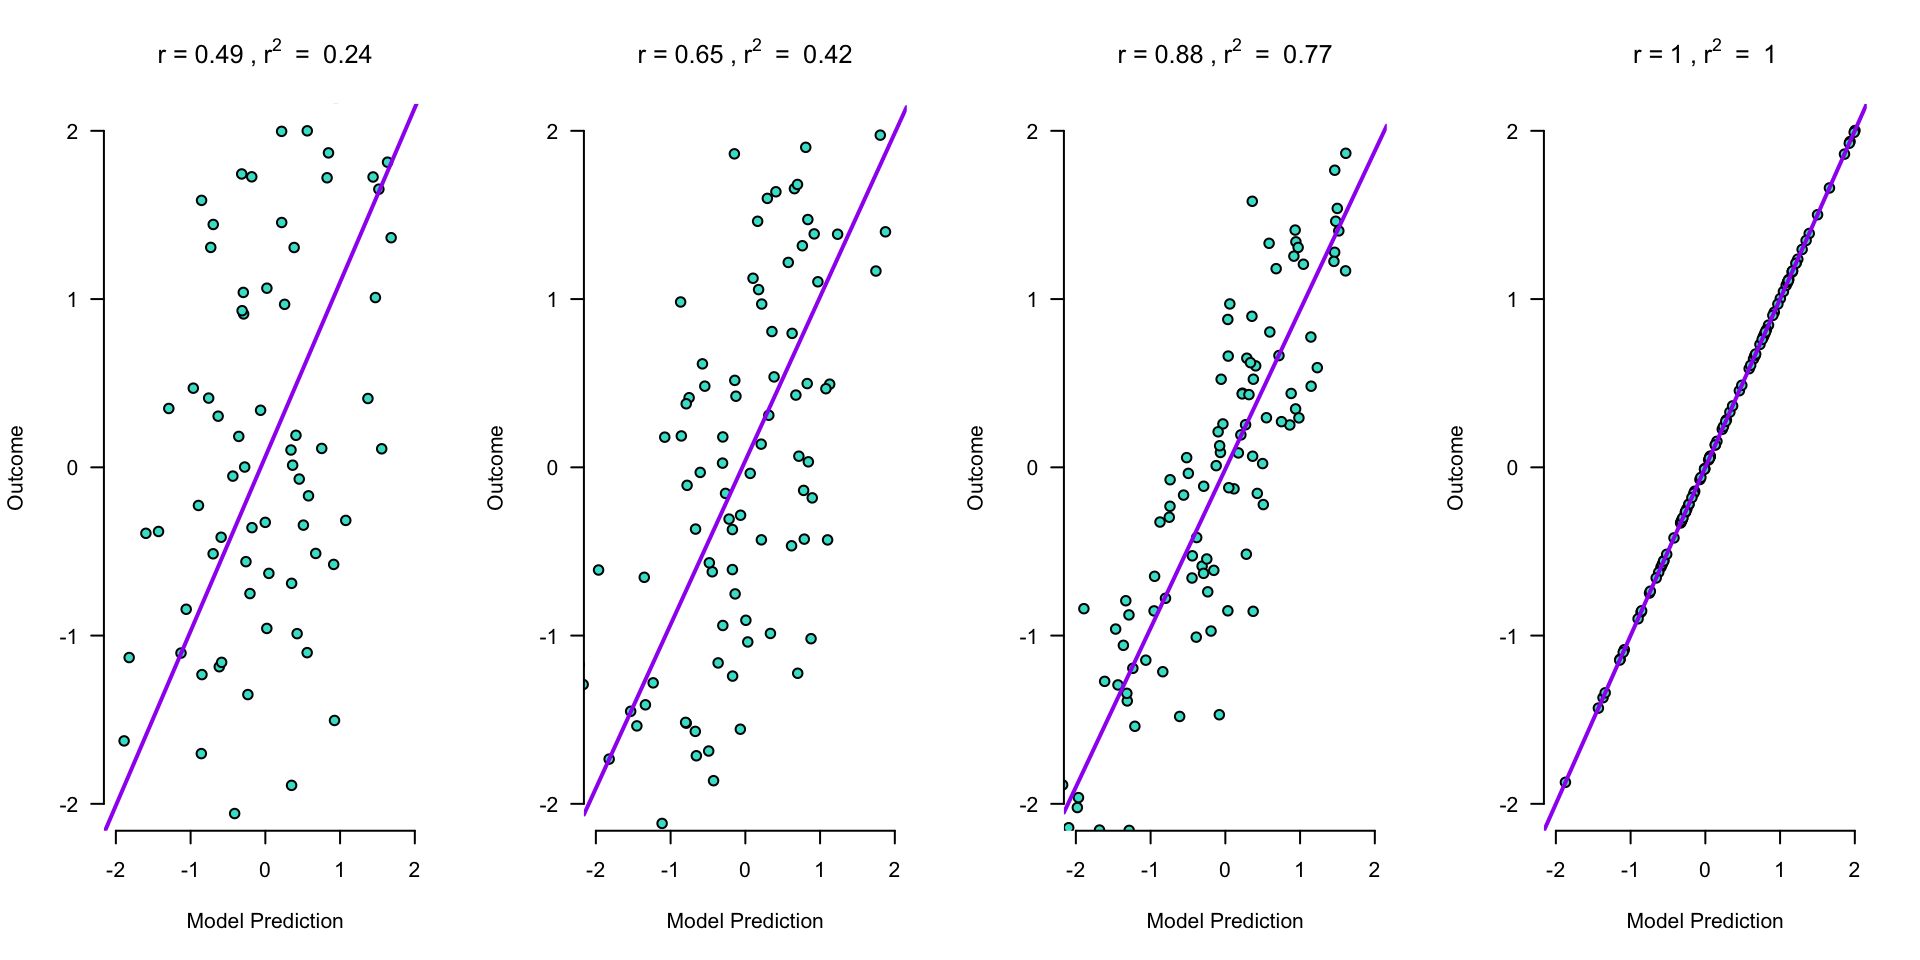 r = 0.49 , r² = 0.24
2
1
0
-1
-2
Outcome
-2 -1 0 1 2
Model Prediction
r = 0.65 , r² = 0.42
2
1
0
-1
-2
Outcome
-2 -1 0 1 2
Model Prediction
r = 0.88 , r² = 0.77
2
1
0
-1
-2
Outcome
-2 -1 0 1 2
Model Prediction
r = 1 , r² = 1
2
1
0
-1
-2
Outcome
-2 -1 0 1 2
Model Prediction